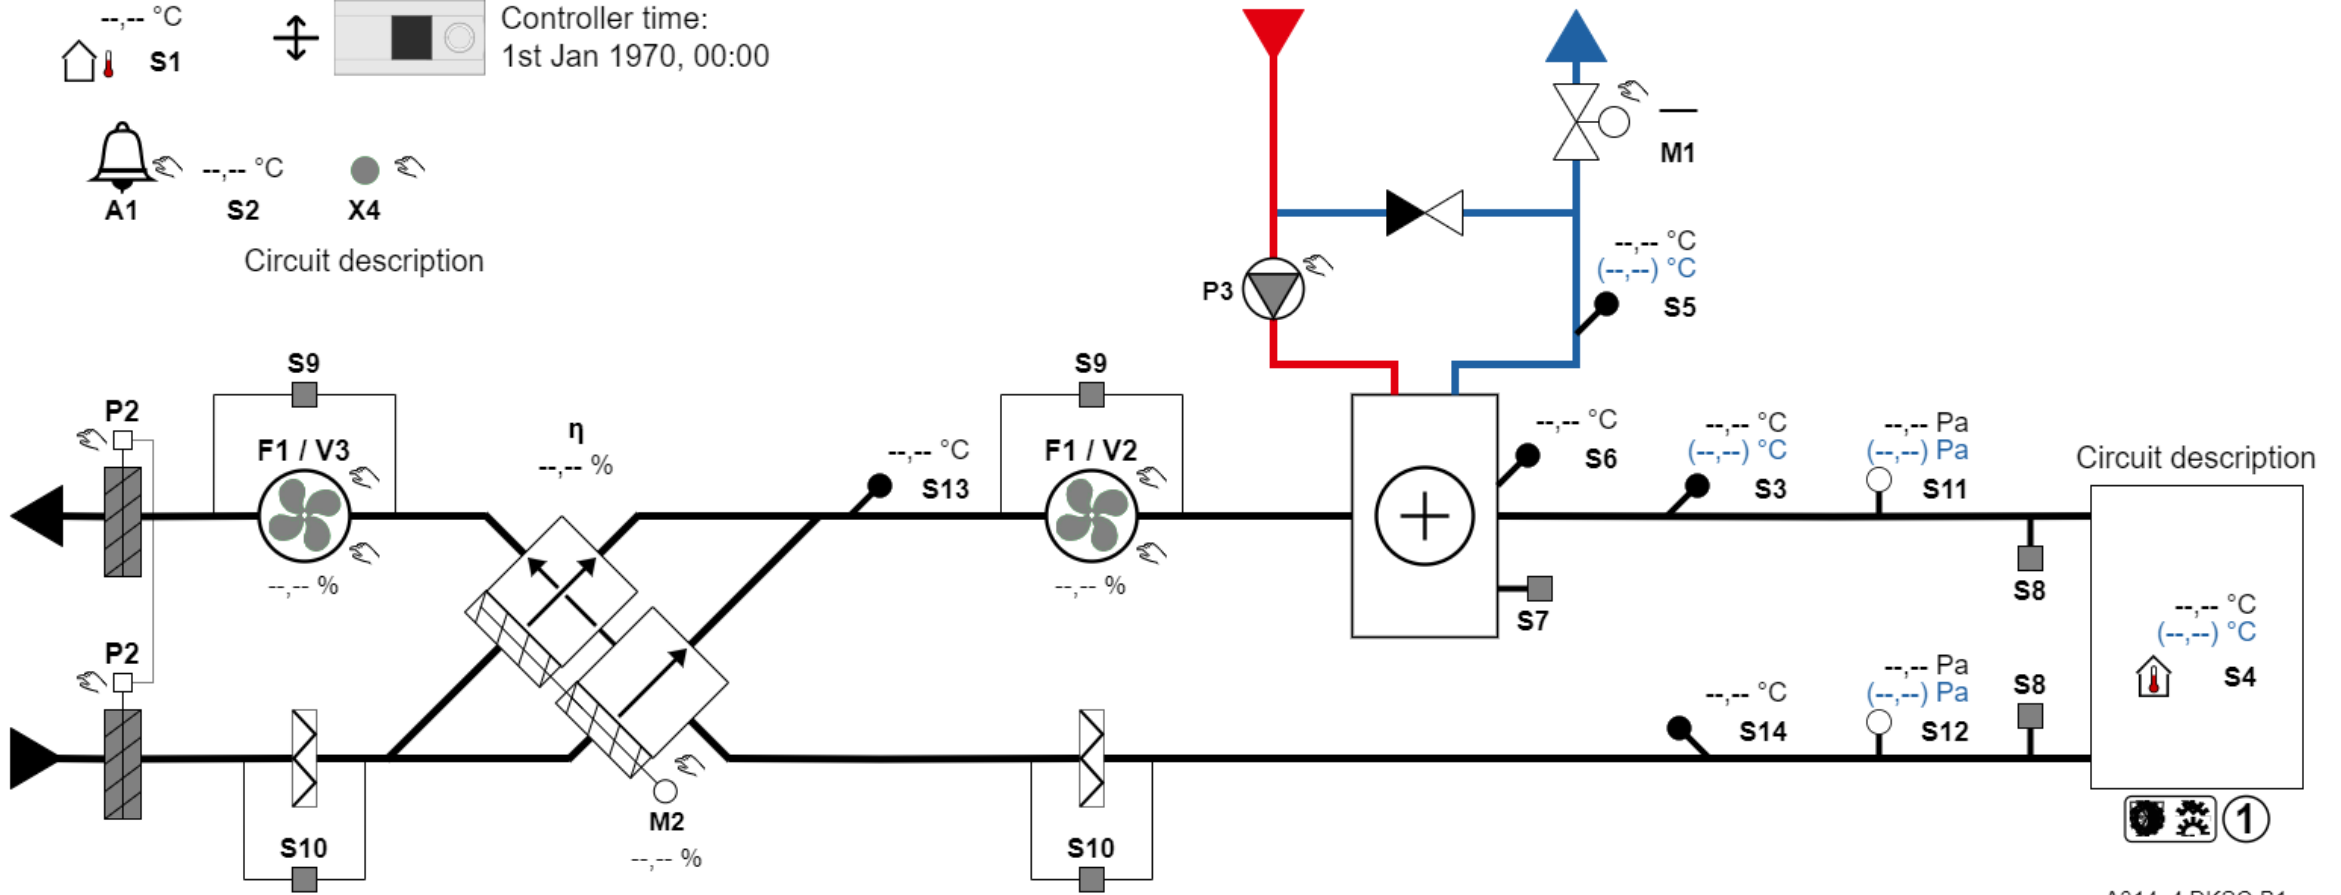 --,-- °C
S1
Controller time:
1st Jan 1970, 00:00
A1
--,-- °C
S2
X4
Circuit description
M1
--,-- °C
(--,--) °C
S5
P3
S9
S9
P2
F1 / V3
η
--,-- %
--,-- °C
S13
F1 / V2
--,-- °C
S6
--,-- °C
(--,--) °C
S3
--,-- Pa
(--,--) Pa
S11
Circuit description
--,-- %
--,-- %
S7
S8
--,-- °C
(--,--) °C
S4
P2
--,-- °C
S14
--,-- Pa
(--,--) Pa
S12
S8
M2
--,-- %
S10
S10
1